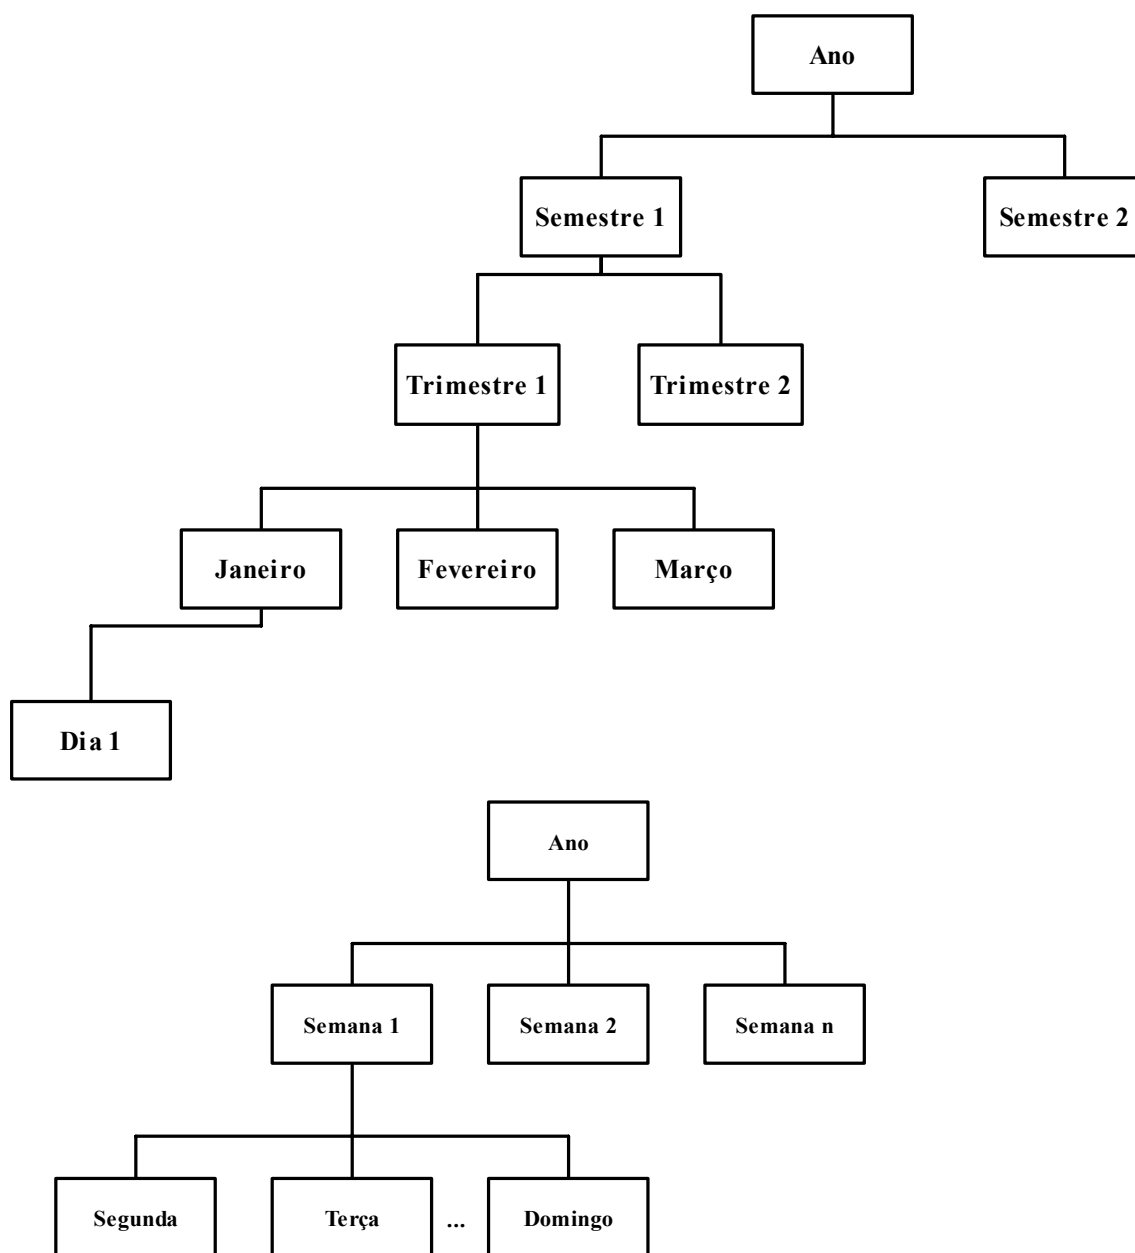 Ano
Semestre 1
Semestre 2
Trimestre 1
Trimestre 2
Janeiro
Fevereiro
Março
Dia 1
Ano
Semana 1
Semana 2
Semana n
Segunda
Terça
...
Domingo